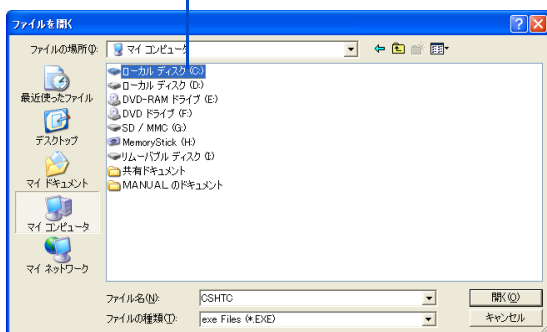 ファイルを開く
ファイルの場所(I):
マイ コンピュータ
ローカル ディスク (C:)
ローカル ディスク (D:)
DVD-RAM ドライブ (E:)
DVD ドライブ (F:)
SD / MMC (G:)
MemoryStick (H:)
リムーバブル ディスク (I:)
共有ドキュメント
MANUAL のドキュメント
最近使ったファイル
デスクトップ
マイ ドキュメント
マイ コンピュータ
マイ ネットワーク
ファイル名(N):
CSHTC
開く(O)
ファイルの種類(T):
exe Files (*.EXE)
キャンセル